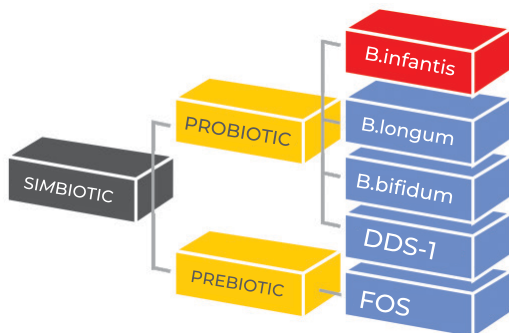 SIMBIOTIC
PROBIOTIC
B.infantis
B.longum
B.bifidum
DDS-1
PREBIOTIC
FOS